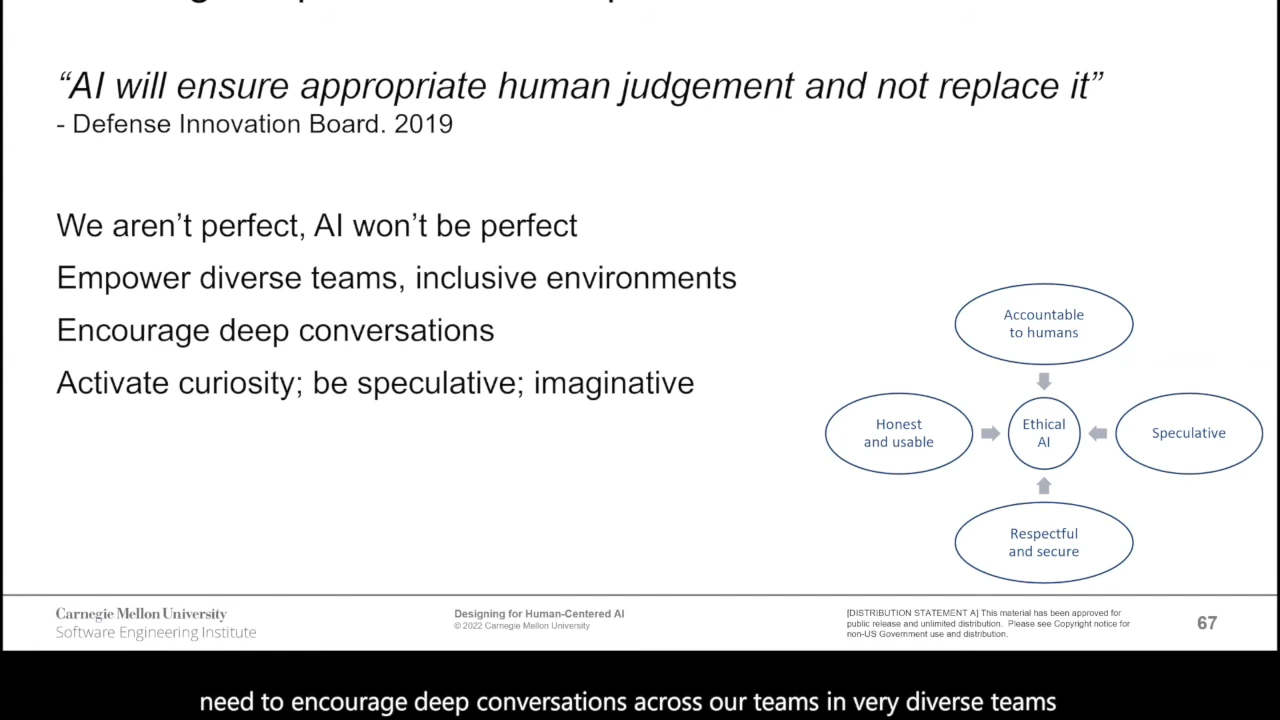 “AI will ensure appropriate human judgement and not replace it”
- Defense Innovation Board. 2019
We aren’t perfect, AI won’t be perfect
Empower diverse teams, inclusive environments
Encourage deep conversations
Activate curiosity; be speculative; imaginative
Accountable
to humans
Honest
and usable
Ethical
AI
Speculative
Respectful
and secure
Carnegie Mellon University
Software Engineering Institute
Designing for Human-Centered AI
© 2022 Carnegie Mellon University
[DISTRIBUTION STATEMENT A] This material has been approved for
public release and unlimited distribution. Please see Copyright notice for
non-US Government use and distribution.
67
need to encourage deep conversations across our teams in very diverse teams